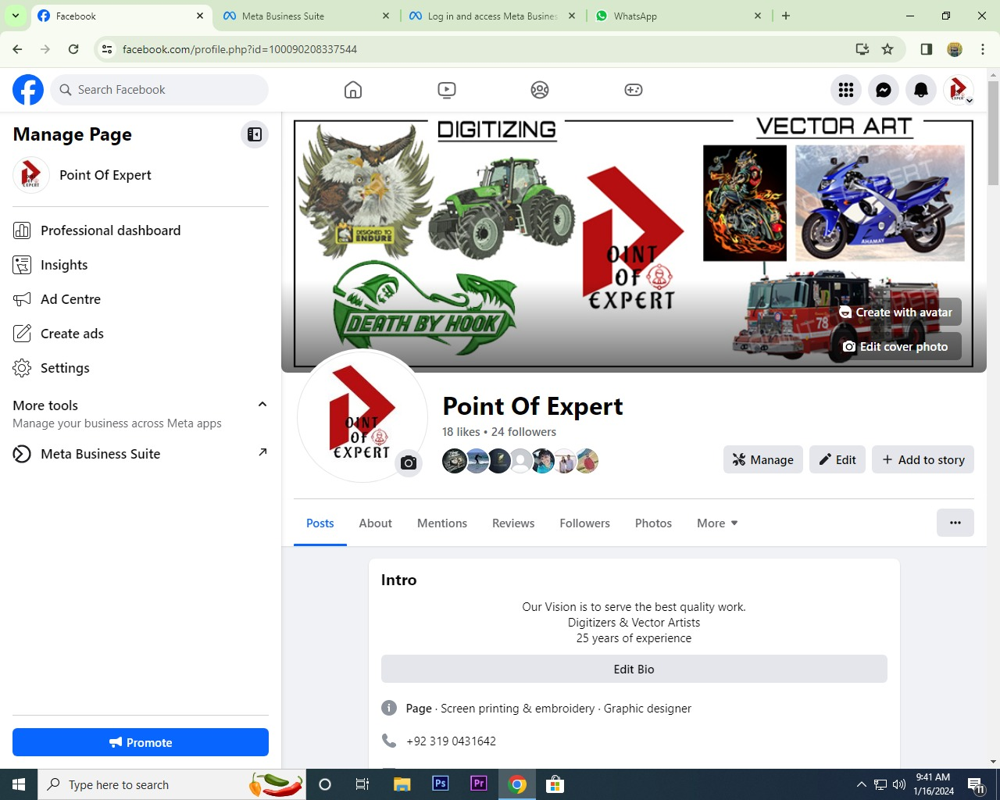 Facebook
Meta Business Suite
Log in and access Meta Busines
WhatsApp
facebook.com/profile.php?id=100090208337544
Search Facebook
Manage Page
Point Of Expert
Professional dashboard
Insights
Ad Centre
Create ads
Settings
More tools
Manage your business across Meta apps
Meta Business Suite
Promote
DIGITIZING
VECTOR ART
DESIGNED TO
ENDURE
DEATH BY HOOK
OINT
OF
EXPERT
AHAMAY
78
Create with avatar
Edit cover photo
OINT
OF
EXPERT
Point Of Expert
18 likes • 24 followers
Manage
Edit
+ Add to story
Posts
About
Mentions
Reviews
Followers
Photos
More
Intro
Our Vision is to serve the best quality work.
Digitizers & Vector Artists
25 years of experience
Edit Bio
Page · Screen printing & embroidery · Graphic designer
+92 319 0431642
Type here to search
Ps
Pr
9:41 AM
1/16/2024
11